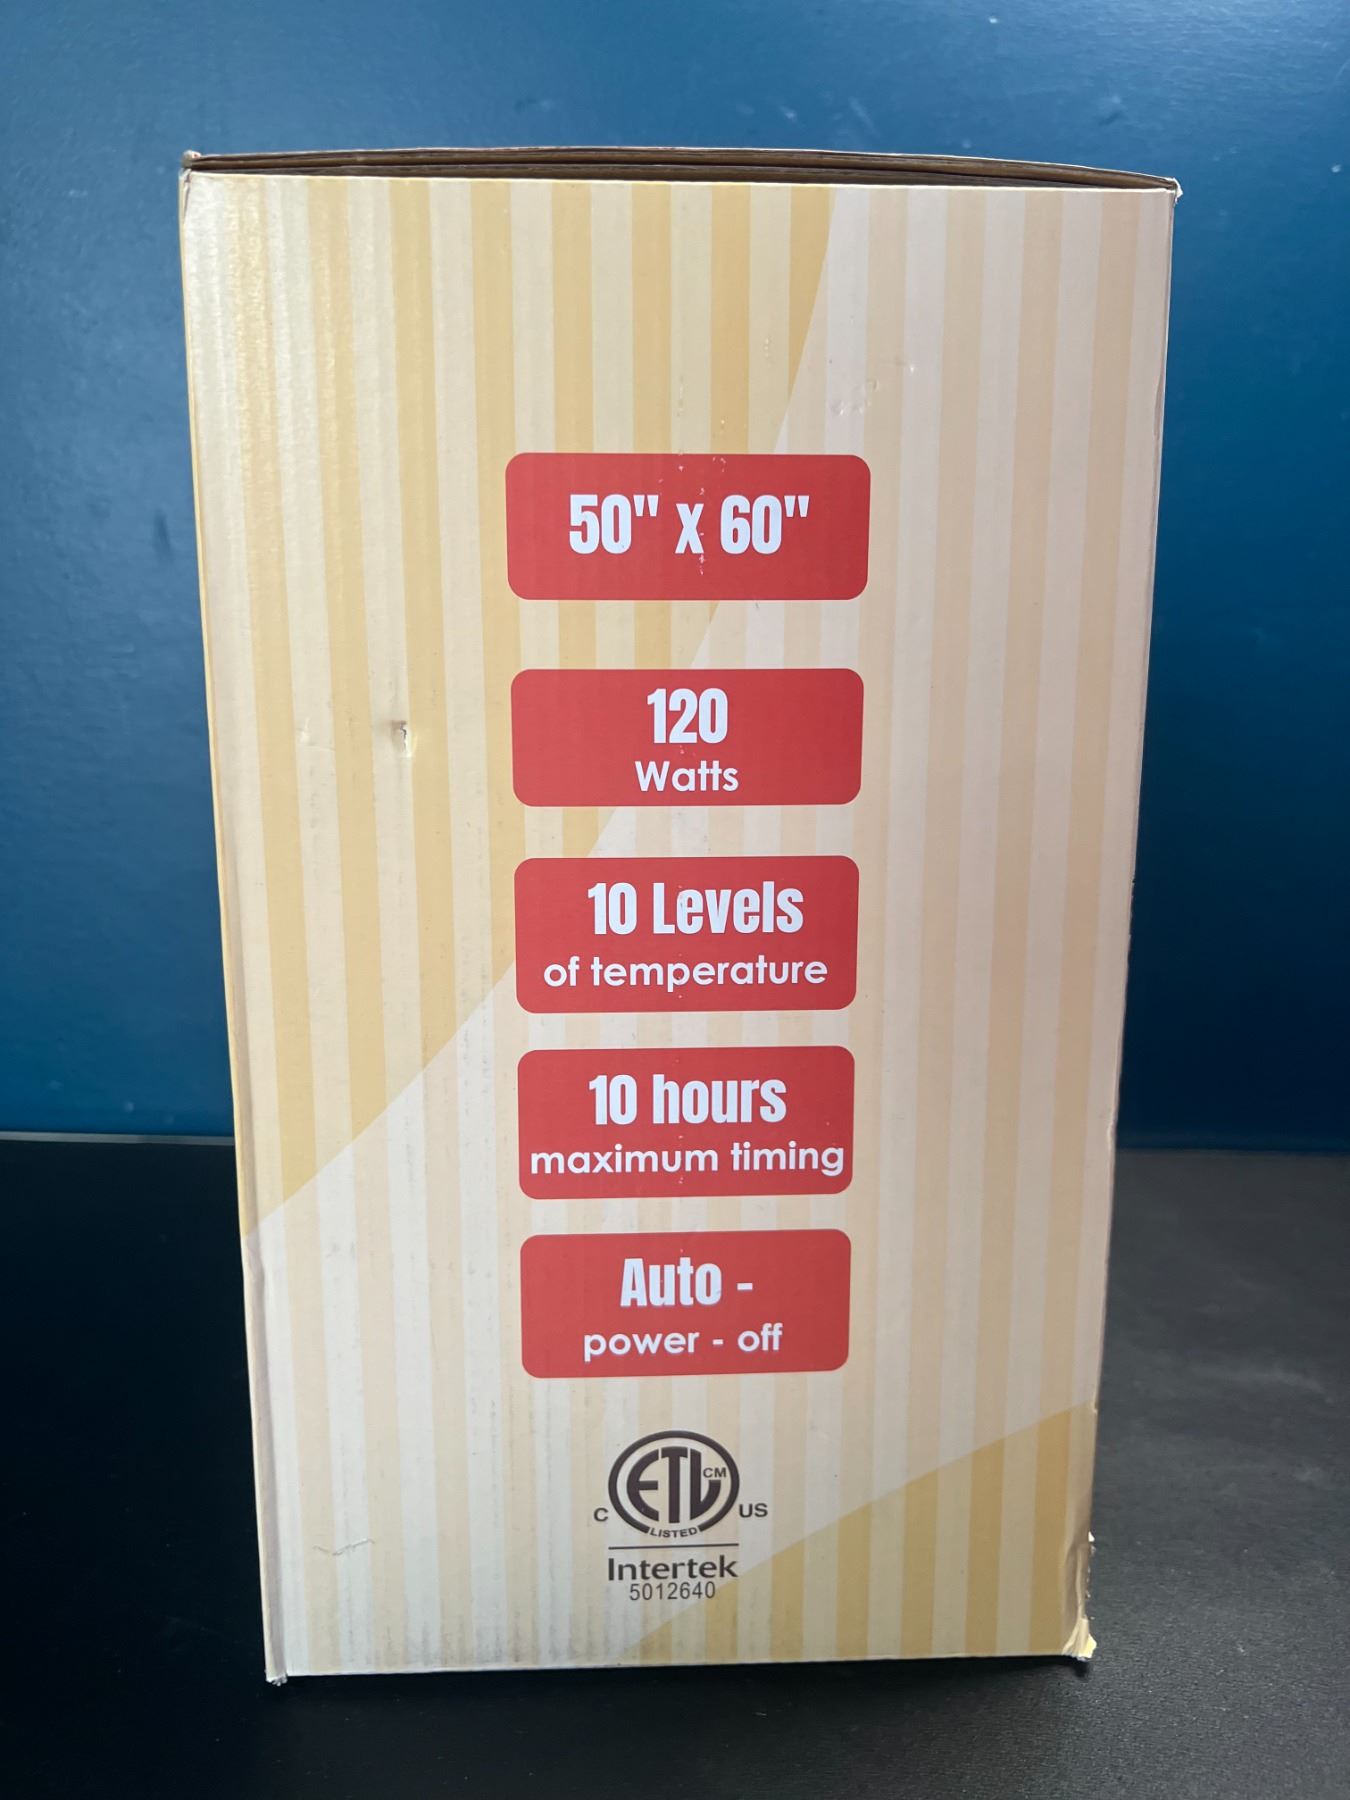 50" x 60"
120
Watts
10 Levels
of temperature
10 hours
maximum timing
Auto -
power - off
ETL CM
C US
LISTED
Intertek
5012640